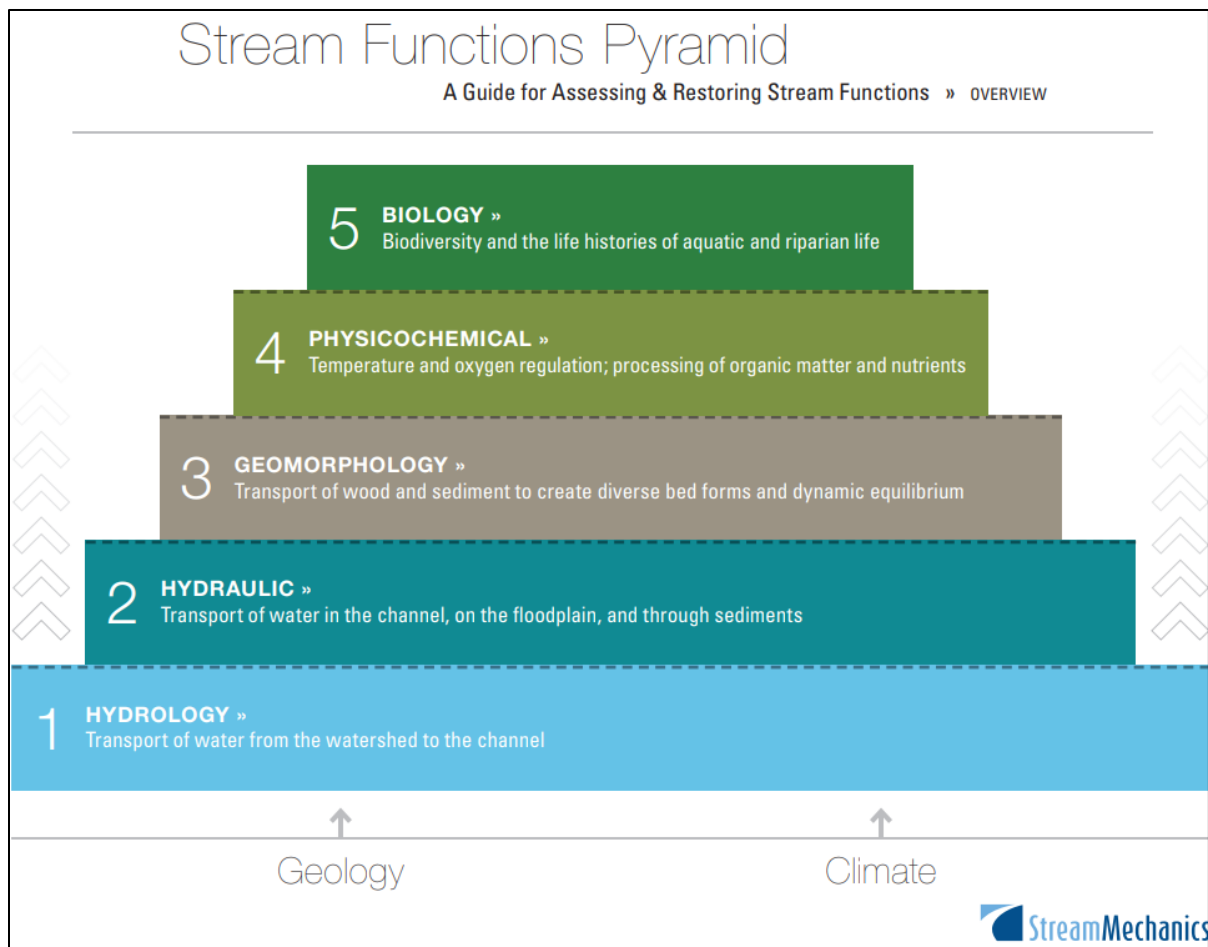 Stream Functions Pyramid
A Guide for Assessing & Restoring Stream Functions » OVERVIEW
5 BIOLOGY »
Biodiversity and the life histories of aquatic and riparian life
4 PHYSICOCHEMICAL »
Temperature and oxygen regulation; processing of organic matter and nutrients
3 GEOMORPHOLOGY »
Transport of wood and sediment to create diverse bed forms and dynamic equilibrium
2 HYDRAULIC »
Transport of water in the channel, on the floodplain, and through sediments
1 HYDROLOGY »
Transport of water from the watershed to the channel
Geology
Climate
StreamMechanics